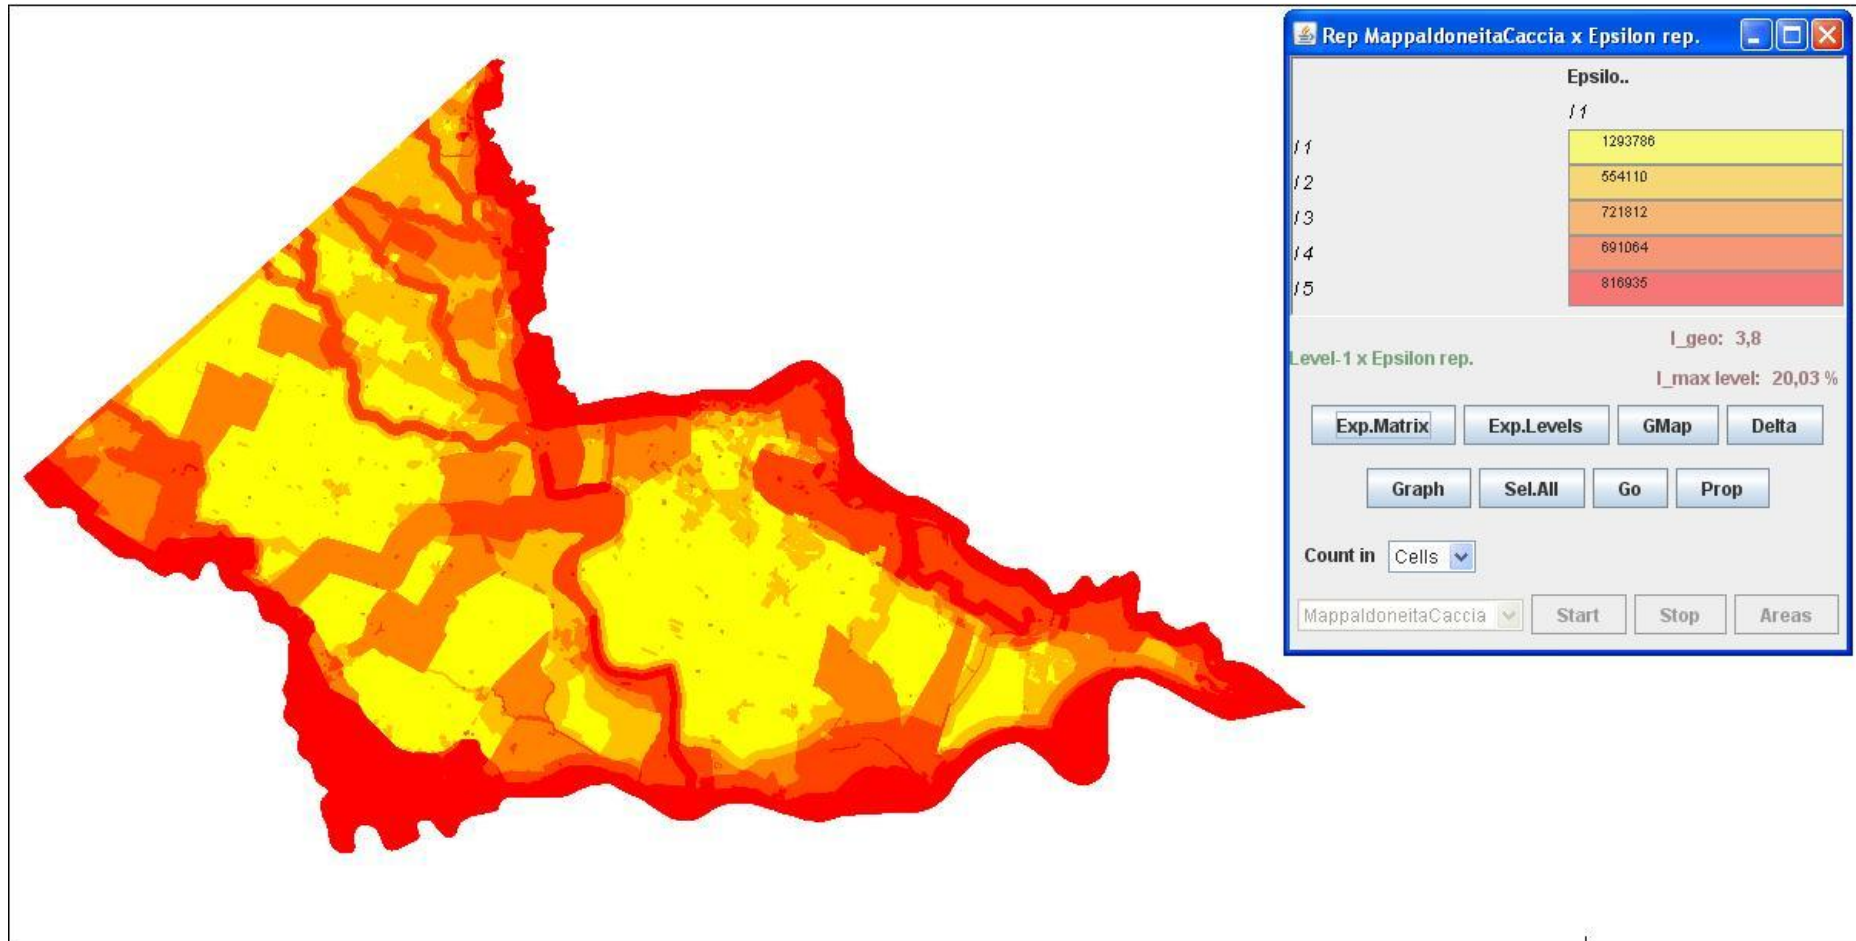 Rep MappaIdoneitaCaccia x Epsilon rep.
Epsilo..
l 1
l 1 1293786
l 2 554110
l 3 721812
l 4 691064
l 5 816935
I_geo: 3,8
Level-1 x Epsilon rep.
I_max level: 20,03 %
Exp.Matrix Exp.Levels GMap Delta
Graph Sel.All Go Prop
Count in Cells
MappaIdoneitaCaccia Start Stop Areas